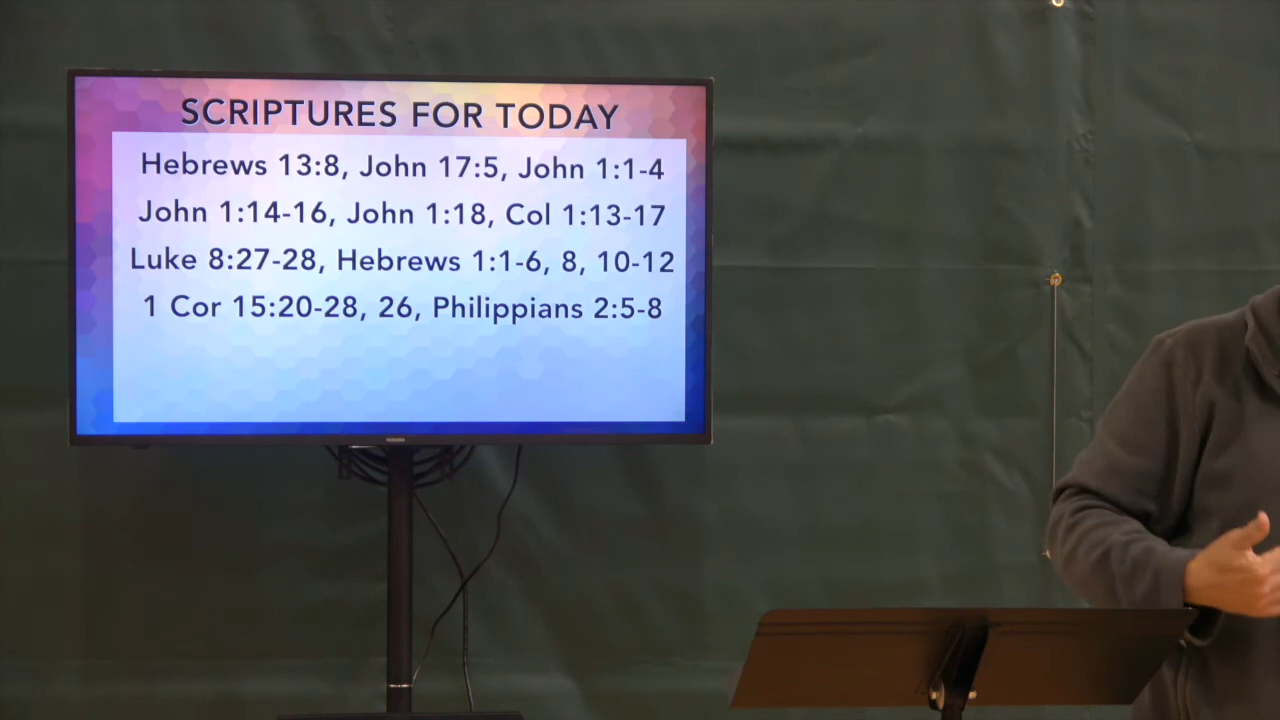 SCRIPTURES FOR TODAY
Hebrews 13:8, John 17:5, John 1:1-4
John 1:14-16, John 1:18, Col 1:13-17
Luke 8:27-28, Hebrews 1:1-6, 8, 10-12
1 Cor 15:20-28, 26, Philippians 2:5-8
TOSHIBA